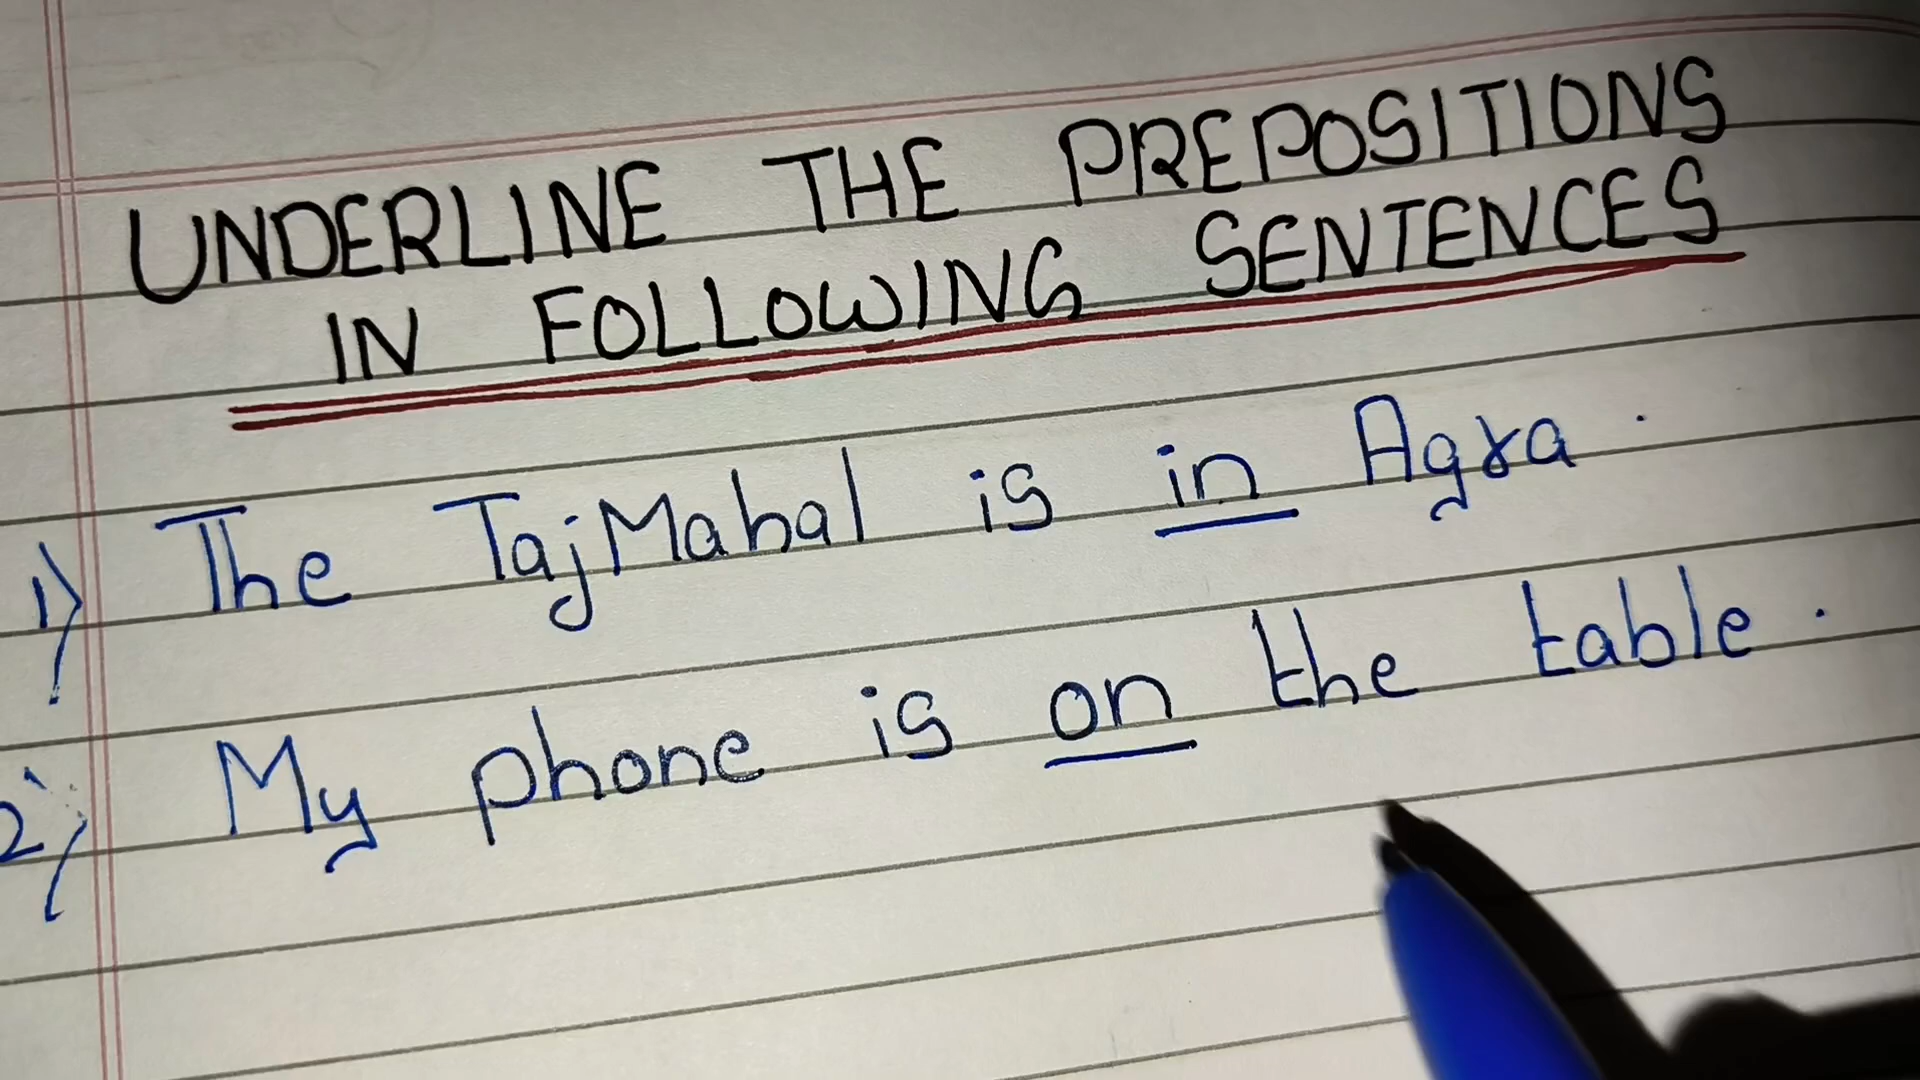 UNDERLINE THE PREPOSITIONS
IN FOLLOWING SENTENCES
1) The TajMahal is in Agra.
2) My phone is on the table.